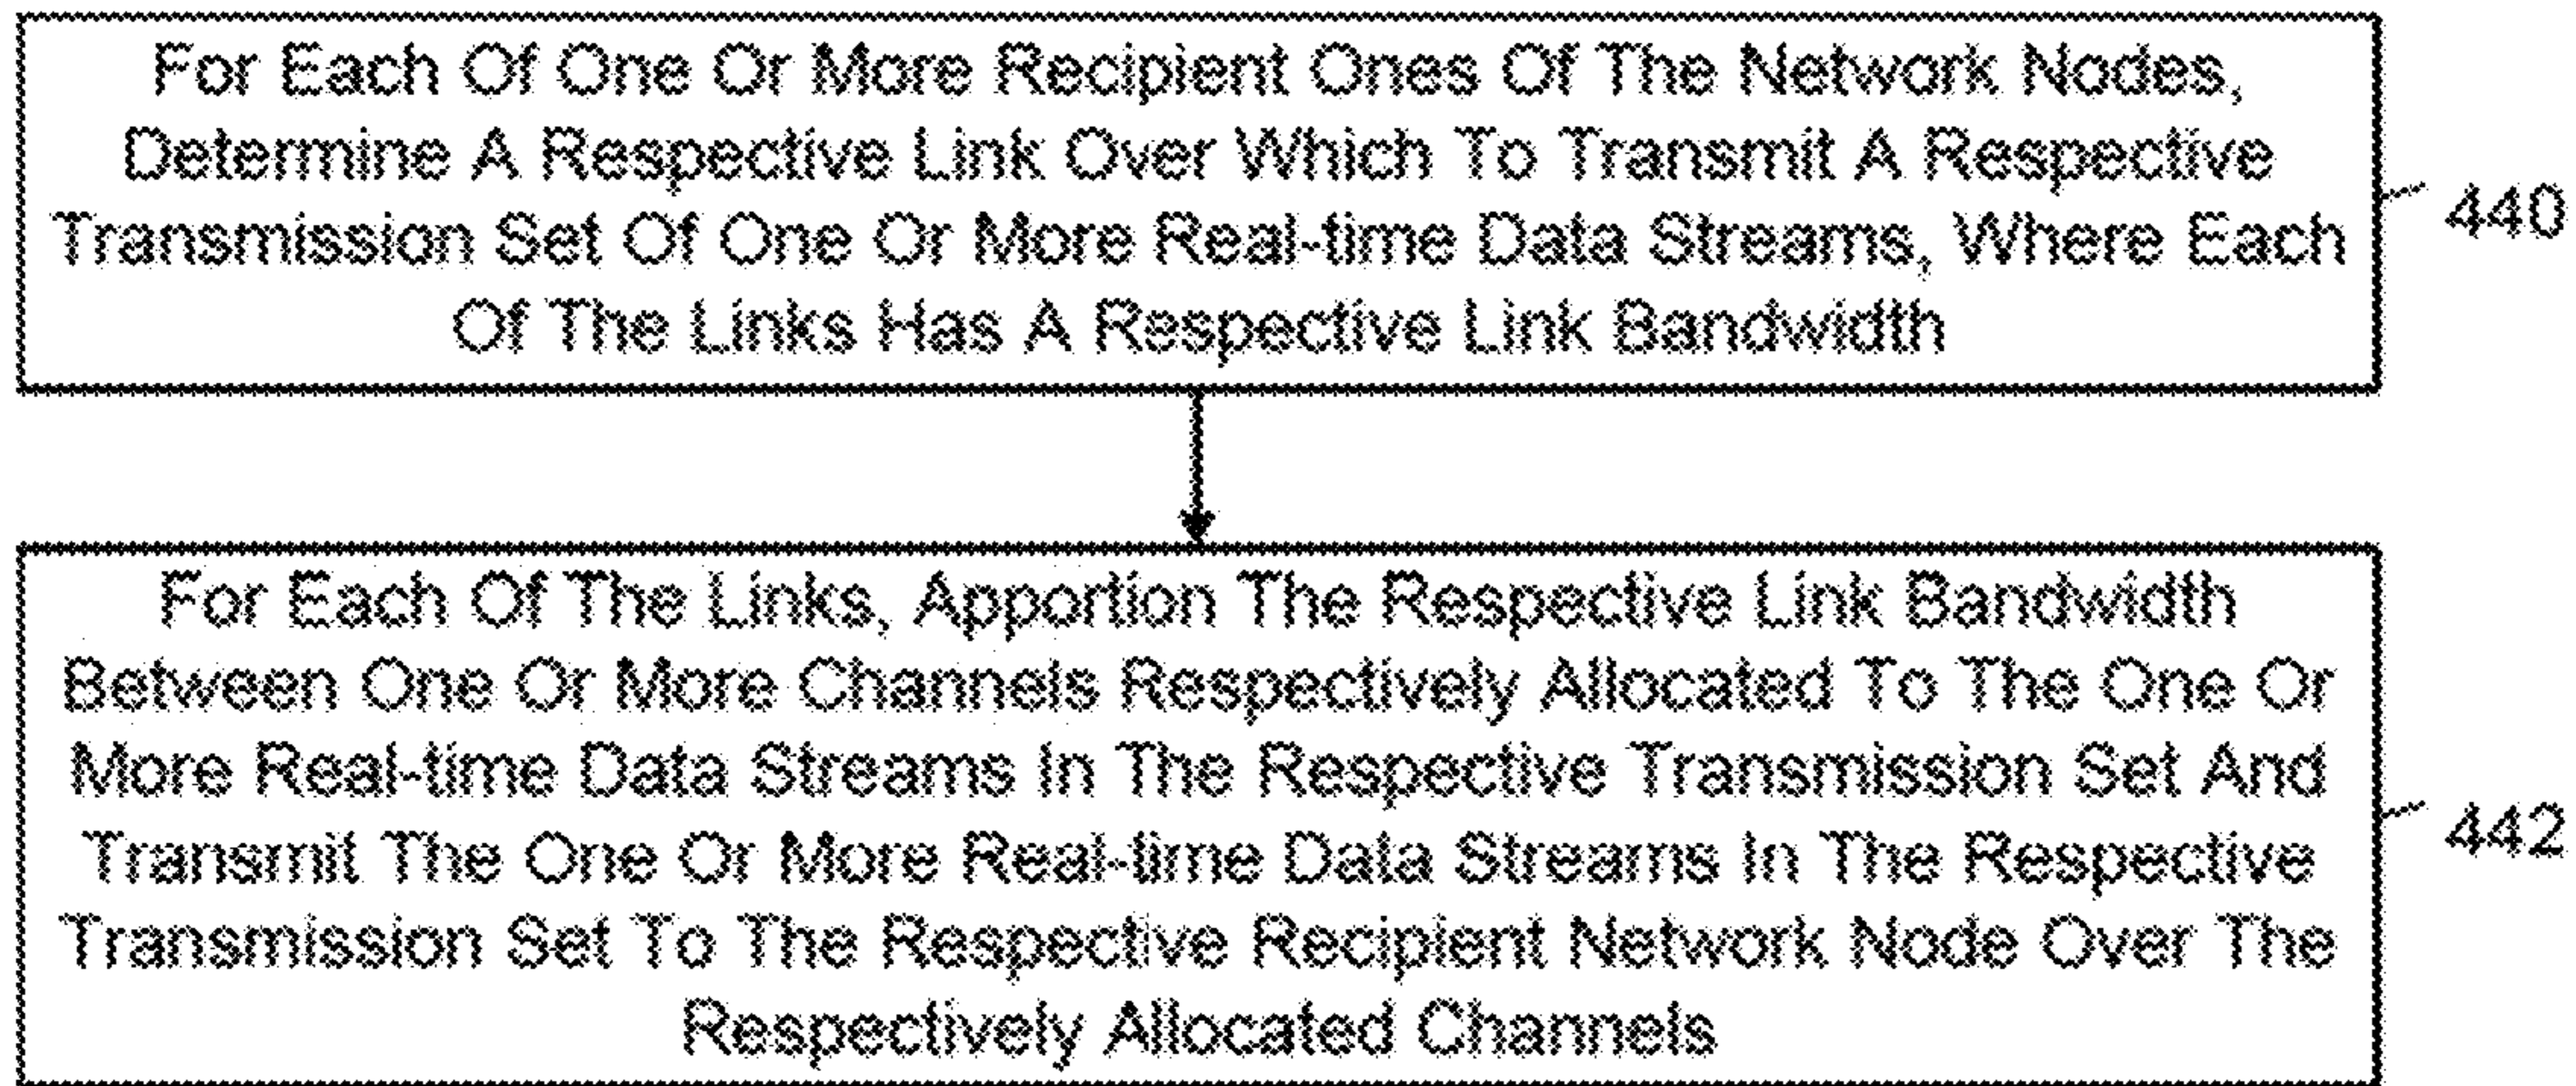 For Each Of One Or More Recipient Ones Of The Network Nodes,
Determine A Respective Link Over Which To Transmit A Respective
Transmission Set Of One Or More Real-time Data Streams, Where Each
Of The Links Has A Respective Link Bandwidth
440
For Each Of The Links, Apportion The Respective Link Bandwidth
Between One Or More Channels Respectively Allocated To The One Or
More Real-time Data Streams In The Respective Transmission Set And
Transmit The One Or More Real-time Data Streams In The Respective
Transmission Set To The Respective Recipient Network Node Over The
Respectively Allocated Channels
442